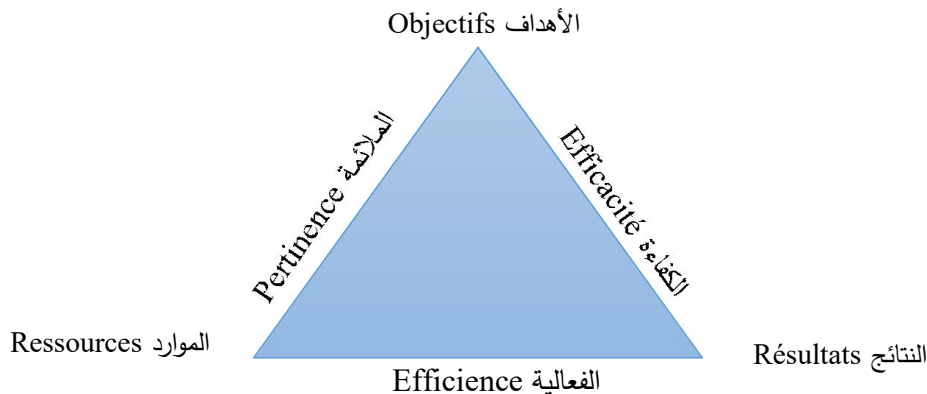 Objectifs الأهداف
Pertinence الملائمة
Efficacité الكفاءة
Ressources الموارد
Résultats النتائج
Efficience الفعالية